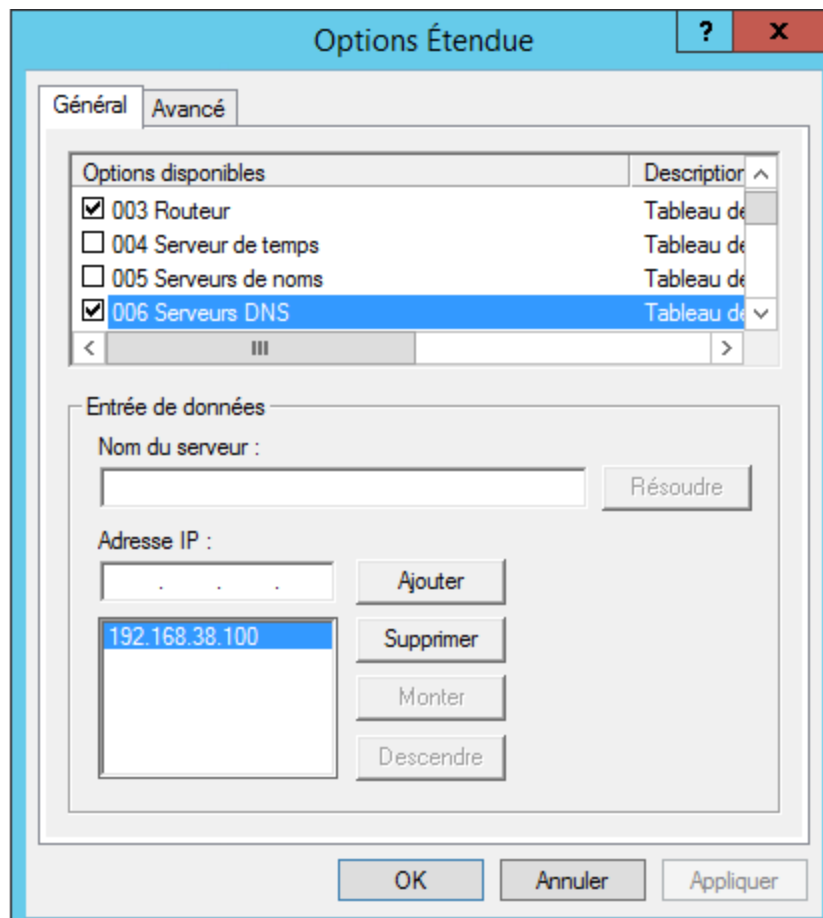 Options Étendue
?
x
Général
Avancé
Options disponibles
Description
003 Routeur
Tableau de
004 Serveur de temps
Tableau de
005 Serveurs de noms
Tableau de
006 Serveurs DNS
Tableau de
Entrée de données
Nom du serveur :
Résoudre
Adresse IP :
. . .
Ajouter
192.168.38.100
Supprimer
Monter
Descendre
OK
Annuler
Appliquer